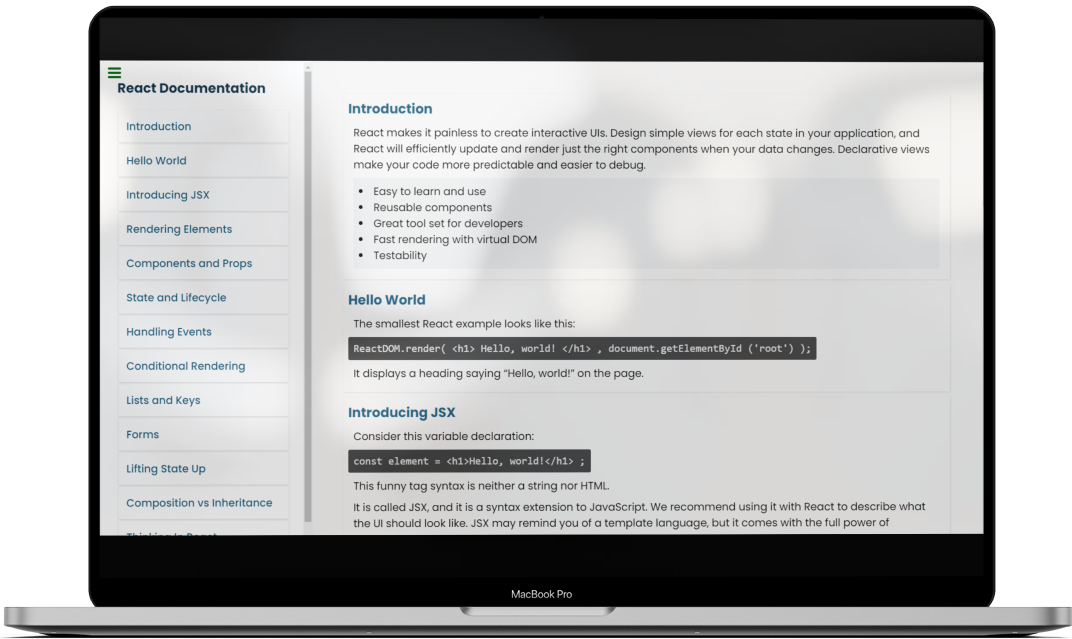 React Documentation
Introduction
Hello World
Introducing JSX
Rendering Elements
Components and Props
State and Lifecycle
Handling Events
Conditional Rendering
Lists and Keys
Forms
Lifting State Up
Composition vs Inheritance
Thinking In React
Introduction
React makes it painless to create interactive UIs. Design simple views for each state in your application, and
React will efficiently update and render just the right components when your data changes. Declarative views
make your code more predictable and easier to debug.
• Easy to learn and use
• Reusable components
• Great tool set for developers
• Fast rendering with virtual DOM
• Testability
Hello World
The smallest React example looks like this:
ReactDOM.render( <h1> Hello, world! </h1> , document.getElementById ('root') );
It displays a heading saying “Hello, world!” on the page.
Introducing JSX
Consider this variable declaration:
const element = <h1>Hello, world!</h1> ;
This funny tag syntax is neither a string nor HTML.
It is called JSX, and it is a syntax extension to JavaScript. We recommend using it with React to describe what
the UI should look like. JSX may remind you of a template language, but it comes with the full power of
MacBook Pro